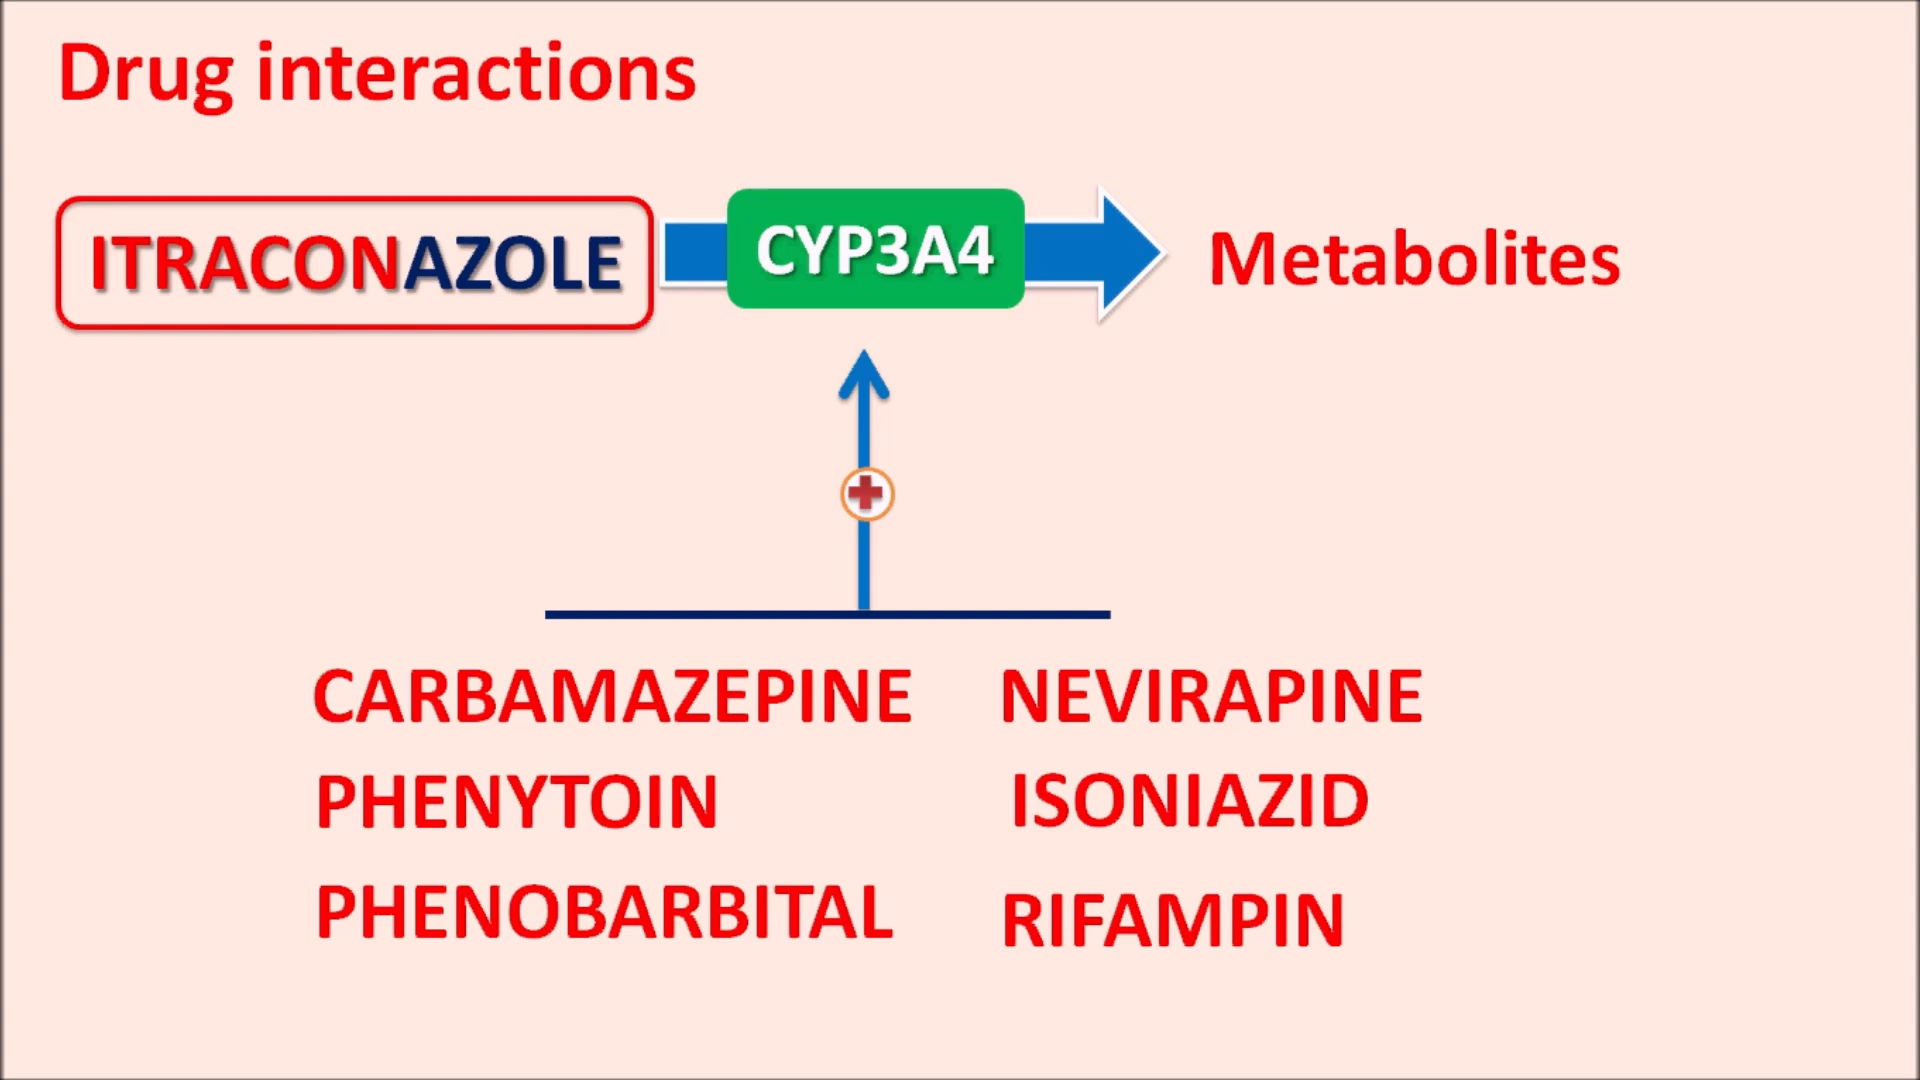 Drug interactions
ITRACONAZOLE
CYP3A4
Metabolites
CARBAMAZEPINE
NEVIRAPINE
PHENYTOIN
ISONIAZID
PHENOBARBITAL
RIFAMPIN